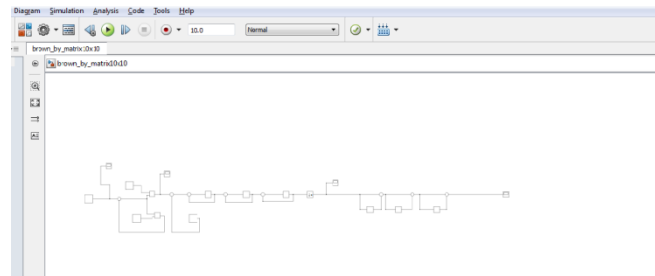 Diagram Simulation Analysis Code Tools Help
10.0 Normal
brown_by_matrix10x10
brown_by_matrix10x10